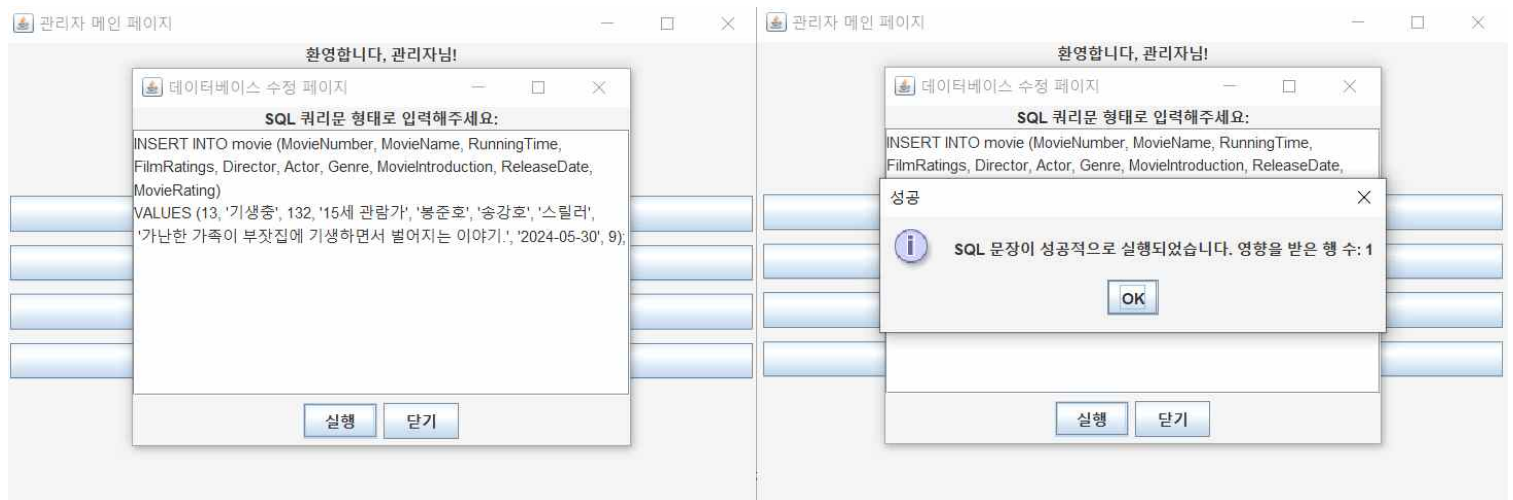 관리자 메인 페이지
환영합니다, 관리자님!
데이터베이스 수정 페이지
SQL 쿼리문 형태로 입력해주세요:
INSERT INTO movie (MovieNumber, MovieName, RunningTime,
FilmRatings, Director, Actor, Genre, MovieIntroduction, ReleaseDate,
MovieRating)
VALUES (13, '기생충', 132, '15세 관람가', '봉준호', '송강호', '스릴러',
'가난한 가족이 부잣집에 기생하면서 벌어지는 이야기.', '2024-05-30', 9);
실행 닫기
관리자 메인 페이지
환영합니다, 관리자님!
데이터베이스 수정 페이지
SQL 쿼리문 형태로 입력해주세요:
INSERT INTO movie (MovieNumber, MovieName, RunningTime,
FilmRatings, Director, Actor, Genre, MovieIntroduction, ReleaseDate,
성공
SQL 문장이 성공적으로 실행되었습니다. 영향을 받은 행 수: 1
OK
실행 닫기